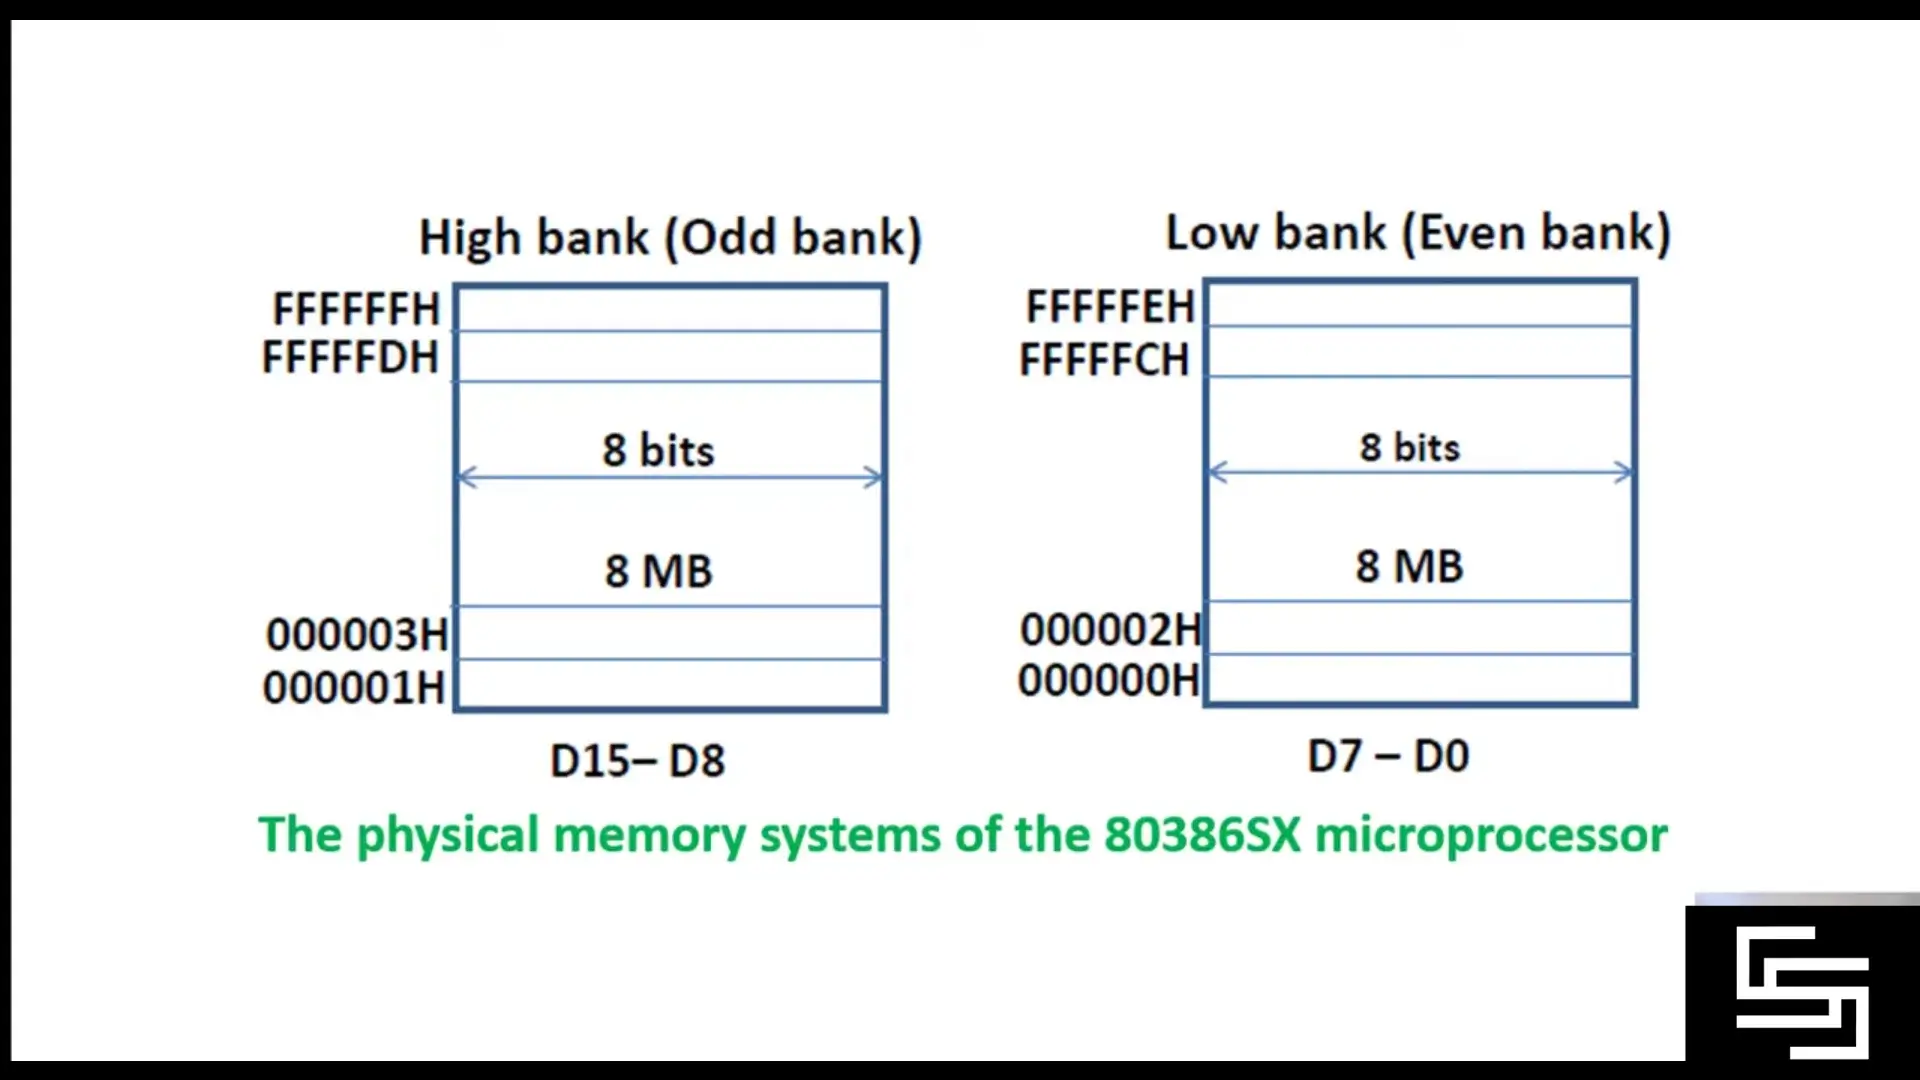 High bank (Odd bank)
FFFFFFH
FFFFFDH
8 bits
8 MB
000003H
000001H
D15– D8
Low bank (Even bank)
FFFFFEH
FFFFFCH
8 bits
8 MB
000002H
000000H
D7 – D0
The physical memory systems of the 80386SX microprocessor